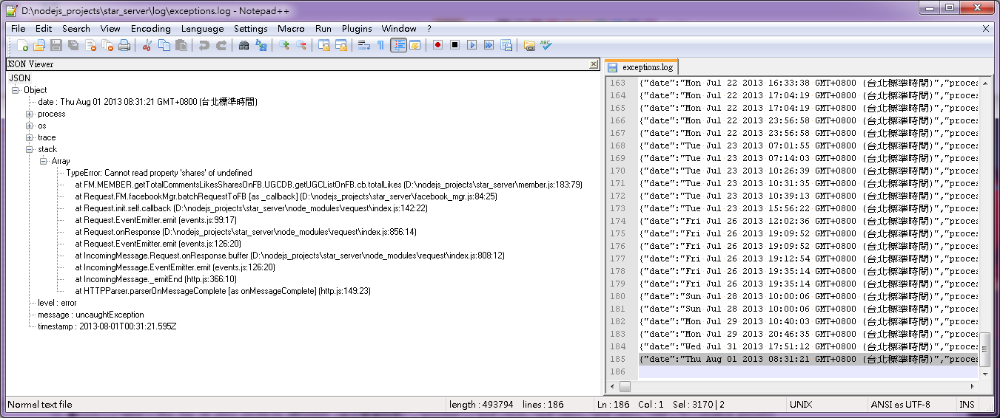 D:\nodejs_projects\star_server\log\exceptions.log - Notepad++
File Edit Search View Encoding Language Settings Macro Run Plugins Window ? X
JSON Viewer
JSON
Object
date : Thu Aug 01 2013 08:31:21 GMT+0800 (台北標準時間)
process
os
trace
stack
Array
TypeError: Cannot read property 'shares' of undefined
at FM.MEMBER.getTotalCommentsLikesSharesOnFB.UGCDB.getUGCListOnFB.cb.totalLikes (D:\nodejs_projects\star_server\member.js:183:79)
at Request.FM.facebookMgr.batchRequestToFB [as _callback] (D:\nodejs_projects\star_server\facebook_mgr.js:84:25)
at Request.init.self.callback (D:\nodejs_projects\star_server\node_modules\request\index.js:142:22)
at Request.EventEmitter.emit (events.js:99:17)
at Request.onResponse (D:\nodejs_projects\star_server\node_modules\request\index.js:856:14)
at Request.EventEmitter.emit (events.js:126:20)
at IncomingMessage.Request.onResponse.buffer (D:\nodejs_projects\star_server\node_modules\request\index.js:808:12)
at IncomingMessage.EventEmitter.emit (events.js:126:20)
at IncomingMessage._emitEnd (http.js:366:10)
at HTTPParser.parserOnMessageComplete [as onMessageComplete] (http.js:149:23)
level : error
message : uncaughtException
timestamp : 2013-08-01T00:31:21.595Z
exceptions.log
163 {"date":"Mon Jul 22 2013 16:33:38 GMT+0800 (台北標準時間)","proces
164 {"date":"Mon Jul 22 2013 17:04:19 GMT+0800 (台北標準時間)","proces
165 {"date":"Mon Jul 22 2013 17:04:19 GMT+0800 (台北標準時間)","proces
166 {"date":"Mon Jul 22 2013 23:56:58 GMT+0800 (台北標準時間)","proces
167 {"date":"Mon Jul 22 2013 23:56:58 GMT+0800 (台北標準時間)","proces
168 {"date":"Tue Jul 23 2013 07:01:55 GMT+0800 (台北標準時間)","proces
169 {"date":"Tue Jul 23 2013 07:14:03 GMT+0800 (台北標準時間)","proces
170 {"date":"Tue Jul 23 2013 10:26:39 GMT+0800 (台北標準時間)","proces
171 {"date":"Tue Jul 23 2013 10:31:35 GMT+0800 (台北標準時間)","proces
172 {"date":"Tue Jul 23 2013 10:39:13 GMT+0800 (台北標準時間)","proces
173 {"date":"Tue Jul 23 2013 15:56:22 GMT+0800 (台北標準時間)","proces
174 {"date":"Fri Jul 26 2013 12:02:36 GMT+0800 (台北標準時間)","proces
175 {"date":"Fri Jul 26 2013 19:09:52 GMT+0800 (台北標準時間)","proces
176 {"date":"Fri Jul 26 2013 19:09:52 GMT+0800 (台北標準時間)","proces
177 {"date":"Fri Jul 26 2013 19:12:54 GMT+0800 (台北標準時間)","proces
178 {"date":"Fri Jul 26 2013 19:35:14 GMT+0800 (台北標準時間)","proces
179 {"date":"Fri Jul 26 2013 19:35:14 GMT+0800 (台北標準時間)","proces
180 {"date":"Sun Jul 28 2013 10:00:06 GMT+0800 (台北標準時間)","proces
181 {"date":"Sun Jul 28 2013 10:00:06 GMT+0800 (台北標準時間)","proces
182 {"date":"Mon Jul 29 2013 10:40:03 GMT+0800 (台北標準時間)","proces
183 {"date":"Mon Jul 29 2013 20:46:35 GMT+0800 (台北標準時間)","proces
184 {"date":"Wed Jul 31 2013 17:51:12 GMT+0800 (台北標準時間)","proces
185 {"date":"Thu Aug 01 2013 08:31:21 GMT+0800 (台北標準時間)","proces
186
Normal text file length : 493794 lines : 186 Ln : 186 Col : 1 Sel : 3170 | 2 UNIX ANSI as UTF-8 INS